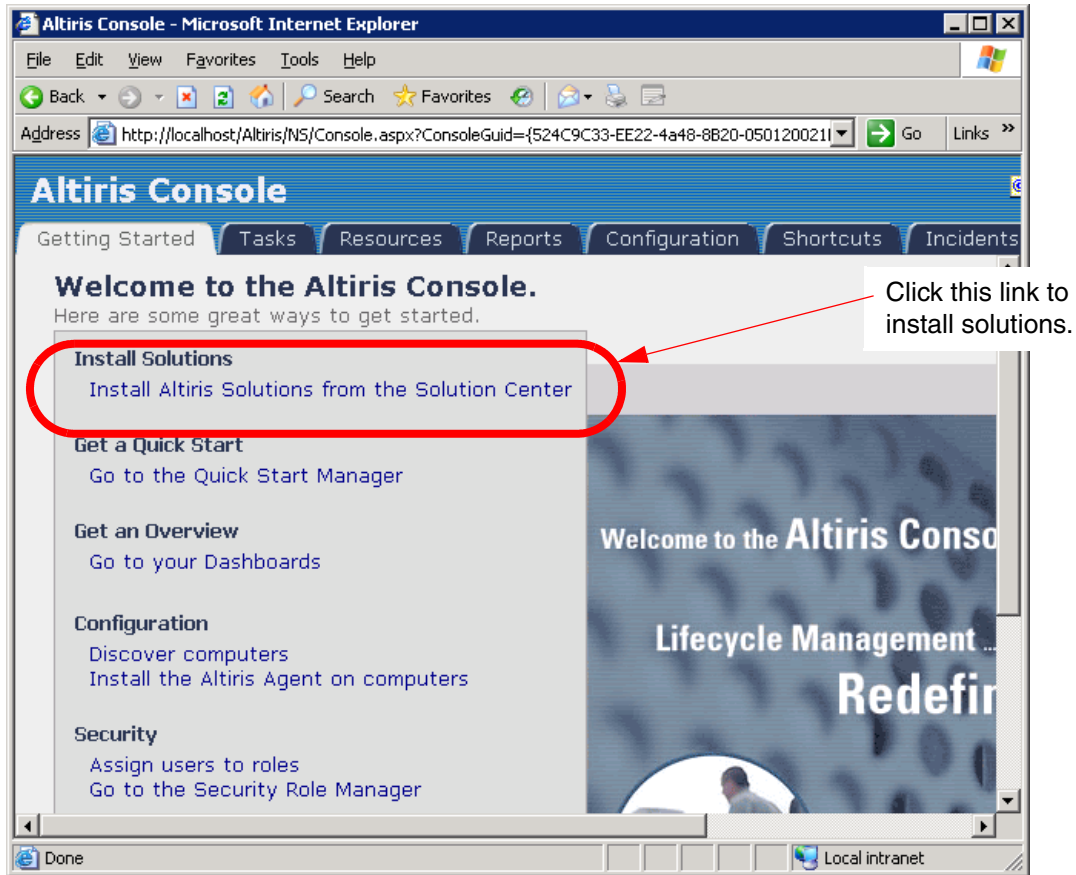 Altiris Console - Microsoft Internet Explorer
File Edit View Favorites Tools Help
Back Search Favorites
Address http://localhost/Altiris/NS/Console.aspx?ConsoleGuid={524C9C33-EE22-4a48-8B20-050120021 Go Links »
Altiris Console
Getting Started Tasks Resources Reports Configuration Shortcuts Incidents
Welcome to the Altiris Console.
Here are some great ways to get started.
Click this link to
install solutions.
Install Solutions
Install Altiris Solutions from the Solution Center
Get a Quick Start
Go to the Quick Start Manager
Get an Overview
Go to your Dashboards
Configuration
Discover computers
Install the Altiris Agent on computers
Security
Assign users to roles
Go to the Security Role Manager
Welcome to the Altiris Conso
Lifecycle Management ...
Redefin
Done Local intranet